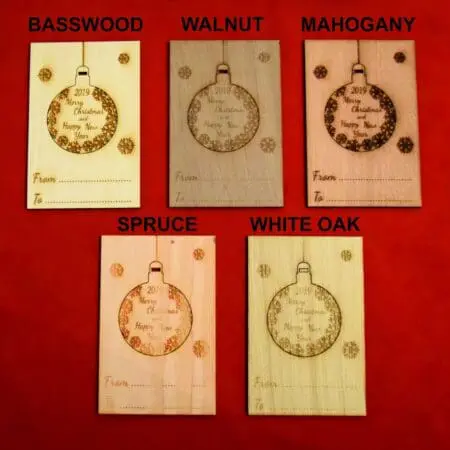 BASSWOOD WALNUT MAHOGANY
2019
Merry
Christmas
and
Happy New
Year
From
To
2019
Merry
Christmas
and
Happy New
Year
From
To
2019
Merry
Christmas
and
Happy New
Year
From
To
SPRUCE WHITE OAK
2019
Merry
Christmas
and
Happy New
Year
From
To
2019
Merry
Christmas
and
Happy New
Year
From
To